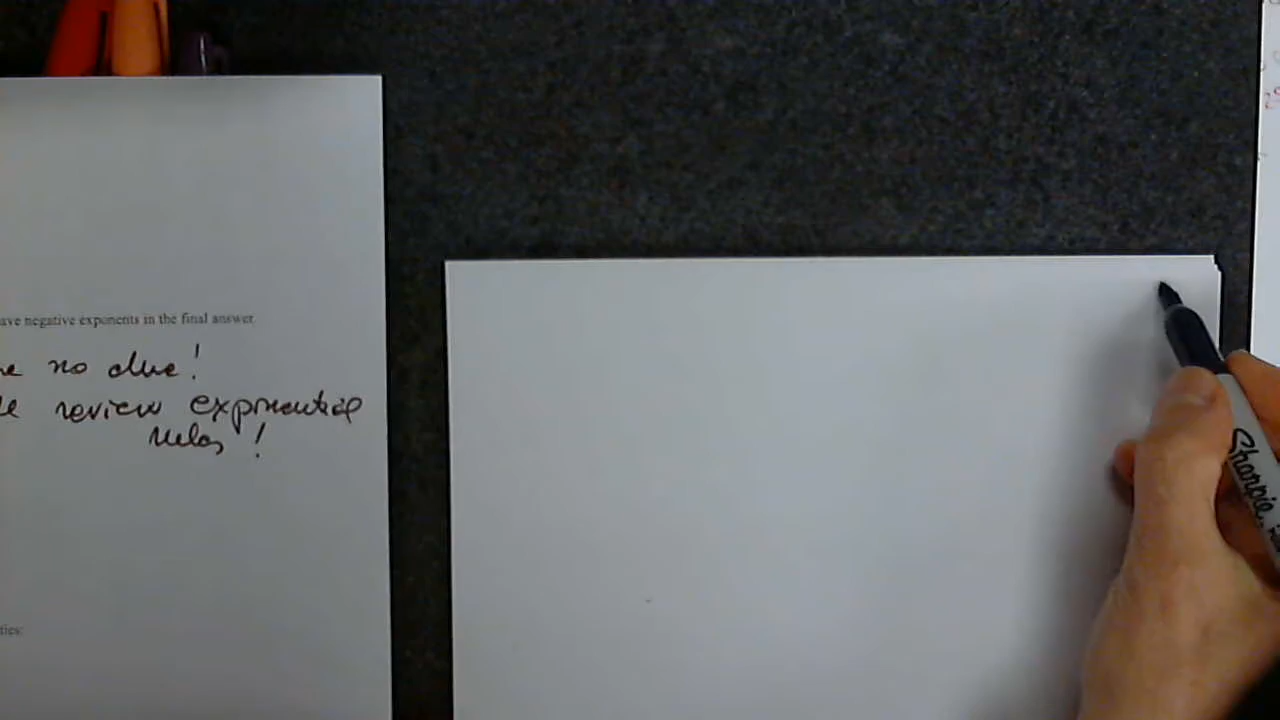 ave negative exponents in the final answer.
e no clue!
e review exponential
rules!
ties:
Sharpie